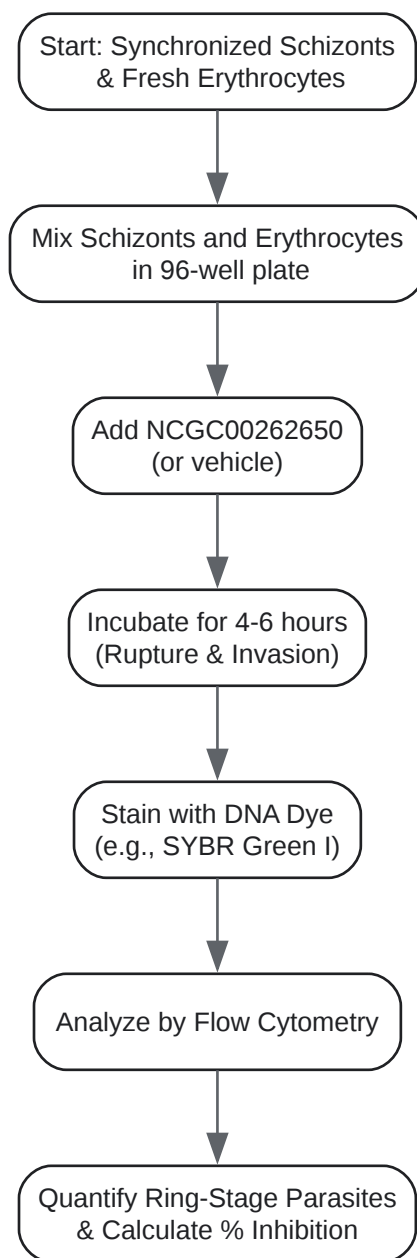 Start: Synchronized Schizonts
& Fresh Erythrocytes
Mix Schizonts and Erythrocytes
in 96-well plate
Add NCGC00262650
(or vehicle)
Incubate for 4-6 hours
(Rupture & Invasion)
Stain with DNA Dye
(e.g., SYBR Green I)
Analyze by Flow Cytometry
Quantify Ring-Stage Parasites
& Calculate % Inhibition